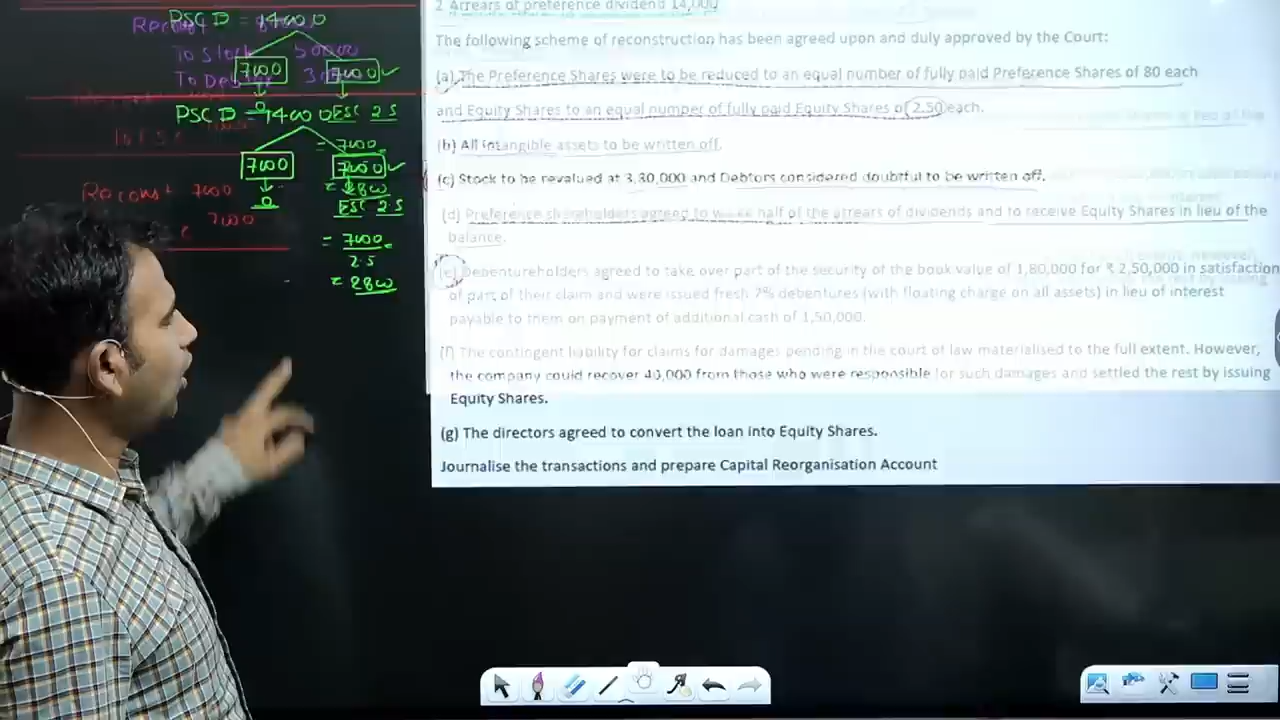 PSCD = 14000
Reconst
To Stock 50000
To Debtor
7000 7000 ✓
0
PSCD = 14000 ESC 2.5
= 7000
7000 7000 ✓
0
= 2800
ESC 2.5
Reconst 7000
7000
= 7000
2.5
= 2800
2 Arrears of preference dividend 14,000
The following scheme of reconstruction has been agreed upon and duly approved by the Court:
(a) The Preference Shares were to be reduced to an equal number of fully paid Preference Shares of 80 each
and Equity Shares to an equal number of fully paid Equity Shares of 2.50 each.
(b) All intangible assets to be written off.
(c) Stock to be revalued at 3,30,000 and Debtors considered doubtful to be written off.
(d) Preference shareholders agreed to waive half of the arrears of dividends and to receive Equity Shares in lieu of the
balance.
(e) Debentureholders agreed to take over part of the security of the book value of 1,80,000 for ₹ 2,50,000 in satisfaction
of part of their claim and were issued fresh 7% debentures (with floating charge on all assets) in lieu of interest
payable to them on payment of additional cash of 1,50,000.
(f) The contingent liability for claims for damages pending in the court of law materialised to the full extent. However,
the company could recover 40,000 from those who were responsible for such damages and settled the rest by issuing
Equity Shares.
(g) The directors agreed to convert the loan into Equity Shares.
Journalise the transactions and prepare Capital Reorganisation Account